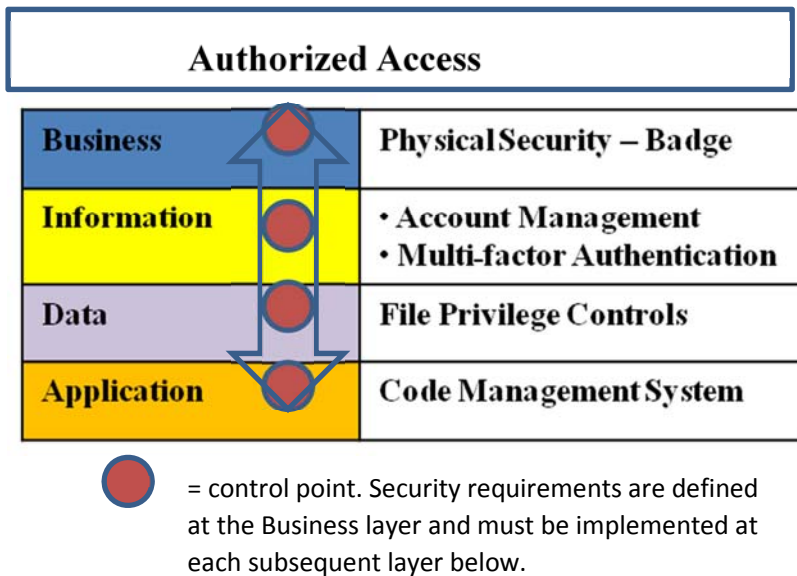 Authorized Access
Business
Physical Security – Badge
Information
• Account Management
• Multi-factor Authentication
Data
File Privilege Controls
Application
Code Management System
= control point. Security requirements are defined
at the Business layer and must be implemented at
each subsequent layer below.